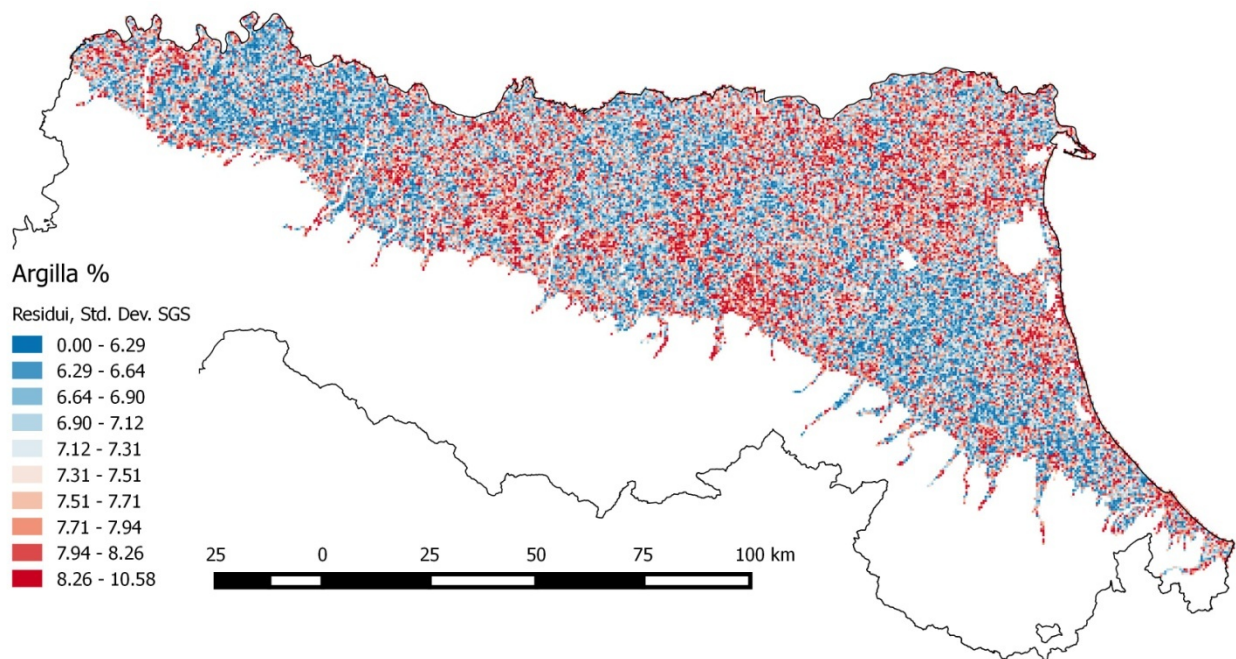 Argilla %
Residui, Std. Dev. SGS
0.00 - 6.29
6.29 - 6.64
6.64 - 6.90
6.90 - 7.12
7.12 - 7.31
7.31 - 7.51
7.51 - 7.71
7.71 - 7.94
7.94 - 8.26
8.26 - 10.58
25 0 25 50 75 100 km